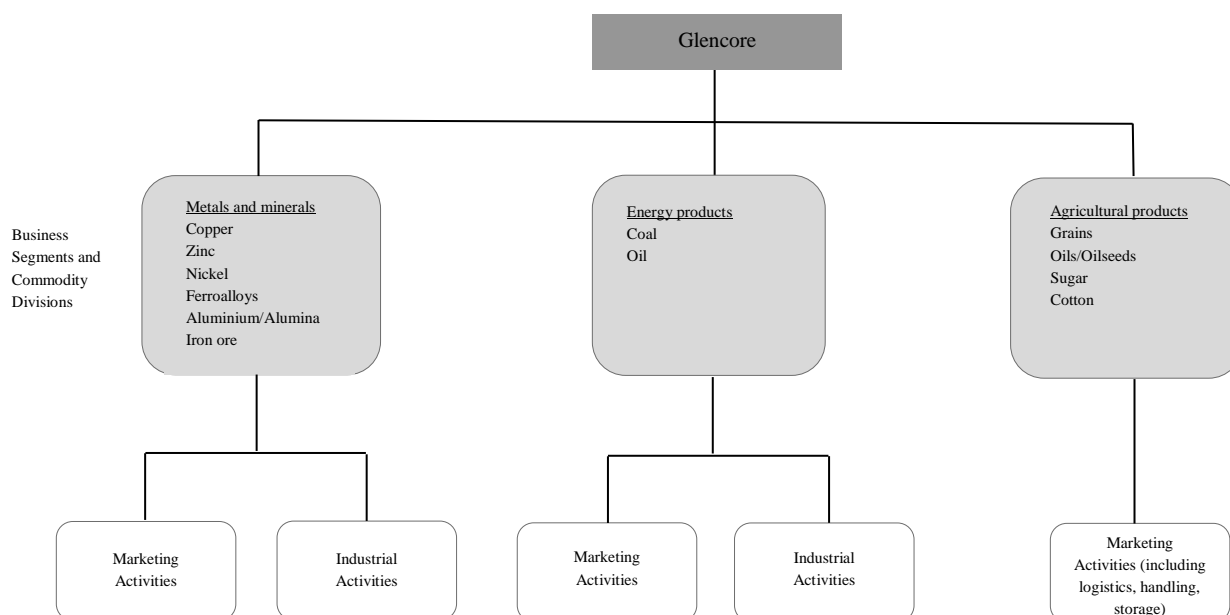 Glencore
Business
Segments and
Commodity
Divisions
Metals and minerals
Copper
Zinc
Nickel
Ferroalloys
Aluminium/Alumina
Iron ore
Energy products
Coal
Oil
Agricultural products
Grains
Oils/Oilseeds
Sugar
Cotton
Marketing
Activities
Industrial
Activities
Marketing
Activities
Industrial
Activities
Marketing
Activities (including
logistics, handling,
storage)